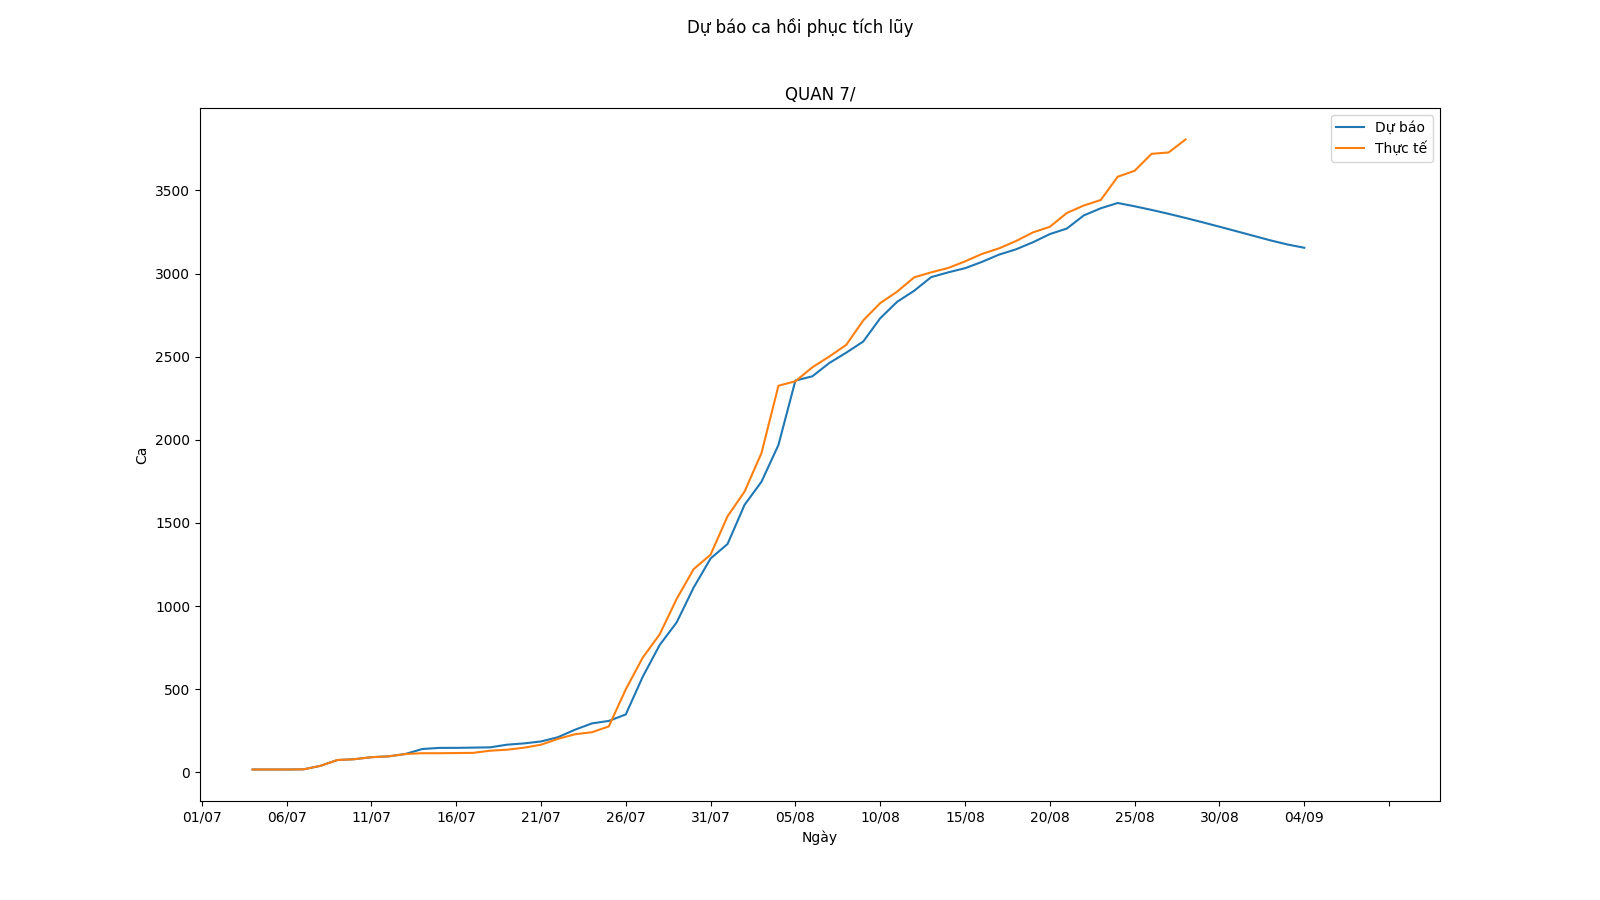 Dự báo ca hồi phục tích lũy
QUAN 7/
Dự báo
Thực tế
3500
3000
2500
2000
1500
1000
500
0
Ca
01/07 06/07 11/07 16/07 21/07 26/07 31/07 05/08 10/08 15/08 20/08 25/08 30/08 04/09
Ngày